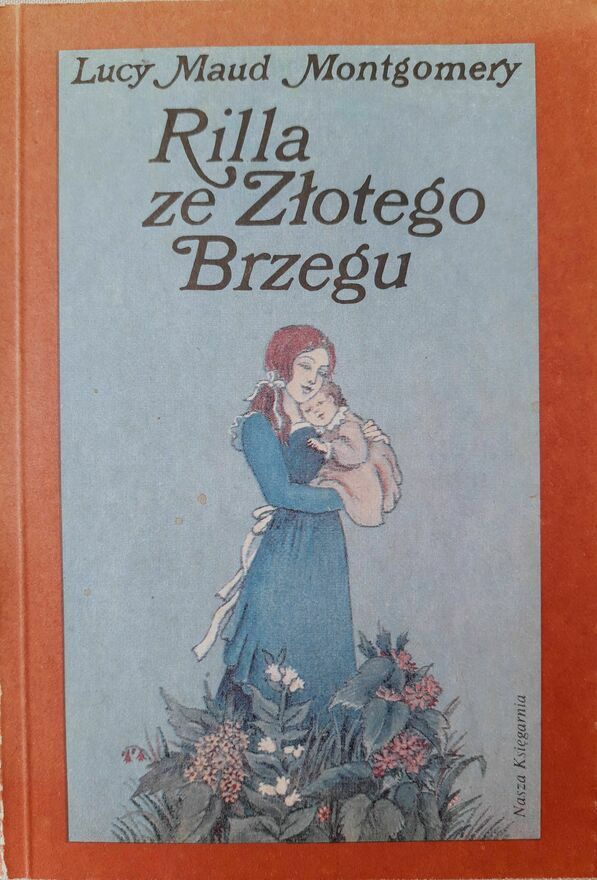 Lucy Maud Montgomery
Rilla
ze Złotego
Brzegu
Nasza Księgarnia